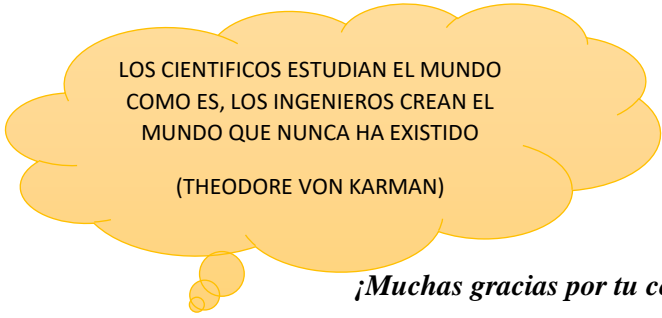 LOS CIENTIFICOS ESTUDIAN EL MUNDO
COMO ES, LOS INGENIEROS CREAN EL
MUNDO QUE NUNCA HA EXISTIDO
(THEODORE VON KARMAN)
¡Muchas gracias por tu